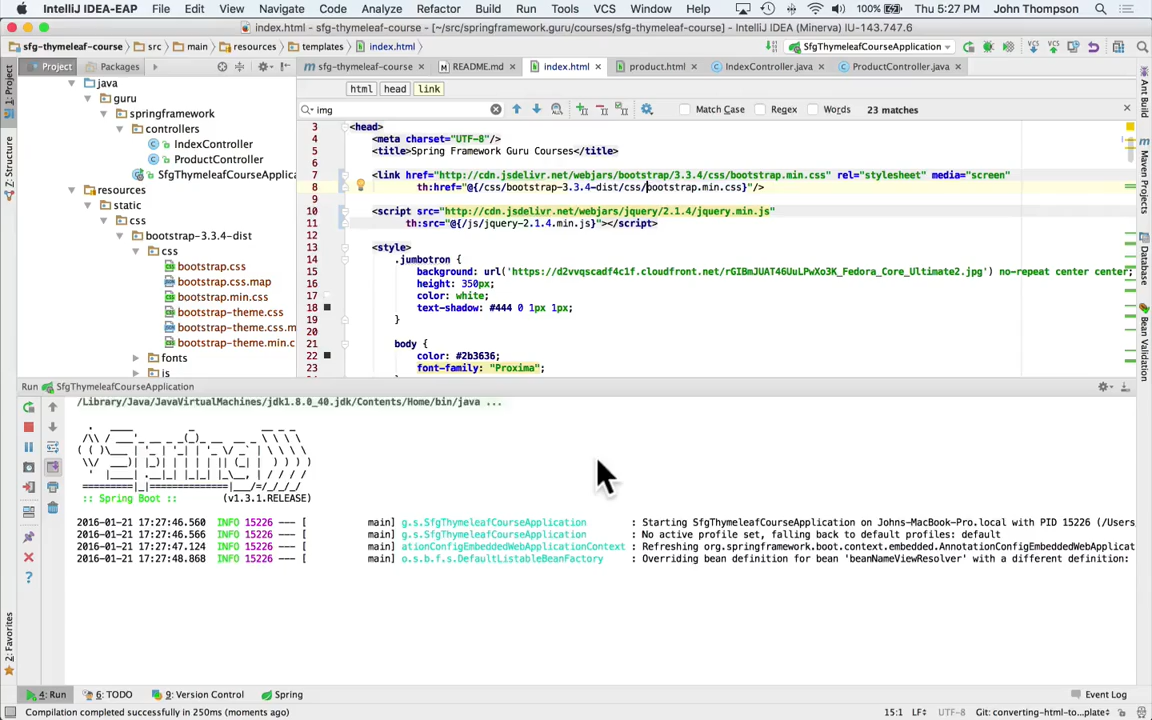 IntelliJ IDEA-EAP File Edit View Navigate Code Analyze Refactor Build Run Tools VCS Window Help 100% Thu 5:27 PM John Thompson
index.html - sfg-thymeleaf-course - [~/src/springframework.guru/courses/sfg-thymeleaf-course] - IntelliJ IDEA (Minerva) IU-143.747.6
sfg-thymeleaf-course src main resources templates index.html SfgThymeleafCourseApplication VCS VCS
Project Packages sfg-thymeleaf-course README.md index.html product.html IndexController.java ProductController.java
html head link
img Match Case Regex Words 23 matches
1: Project
7: Structure
2: Favorites
Ant Build
Maven Projects
Database
Bean Validation
java
guru
springframework
controllers
IndexController
ProductController
SfgThymeleafCourseApplica
resources
static
css
bootstrap-3.3.4-dist
css
bootstrap.css
bootstrap.css.map
bootstrap.min.css
bootstrap-theme.css
bootstrap-theme.css.m
bootstrap-theme.min.c
fonts
js
3 <head>
4 <meta charset="UTF-8"/>
5 <title>Spring Framework Guru Courses</title>
6
7 <link href="http://cdn.jsdelivr.net/webjars/bootstrap/3.3.4/css/bootstrap.min.css" rel="stylesheet" media="screen"
8 th:href="@{/css/bootstrap-3.3.4-dist/css/bootstrap.min.css}"/>
9
10 <script src="http://cdn.jsdelivr.net/webjars/jquery/2.1.4/jquery.min.js"
11 th:src="@{/js/jquery-2.1.4.min.js}"></script>
12
13 <style>
14 .jumbotron {
15 background: url('https://d2vvqscadf4c1f.cloudfront.net/rGIBmJUAT46UuLPwXo3K_Fedora_Core_Ultimate2.jpg') no-repeat center center;
16 height: 350px;
17 color: white;
18 text-shadow: #444 0 1px 1px;
19 }
20
21 body {
22 color: #2b3636;
23 font-family: "Proxima";
Run SfgThymeleafCourseApplication
/Library/Java/JavaVirtualMachines/jdk1.8.0_40.jdk/Contents/Home/bin/java ...
:: Spring Boot :: (v1.3.1.RELEASE)
2016-01-21 17:27:46.560 INFO 15226 --- [ main] g.s.SfgThymeleafCourseApplication : Starting SfgThymeleafCourseApplication on Johns-MacBook-Pro.local with PID 15226 (/Users
2016-01-21 17:27:46.566 INFO 15226 --- [ main] g.s.SfgThymeleafCourseApplication : No active profile set, falling back to default profiles: default
2016-01-21 17:27:47.124 INFO 15226 --- [ main] ationConfigEmbeddedWebApplicationContext : Refreshing org.springframework.boot.context.embedded.AnnotationConfigEmbeddedWebApplicat
2016-01-21 17:27:48.868 INFO 15226 --- [ main] o.s.b.f.s.DefaultListableBeanFactory : Overriding bean definition for bean 'beanNameViewResolver' with a different definition:
4: Run 6: TODO 9: Version Control Spring Event Log
Compilation completed successfully in 250ms (moments ago) 15:1 LF UTF-8 Git: converting-html-to...plate